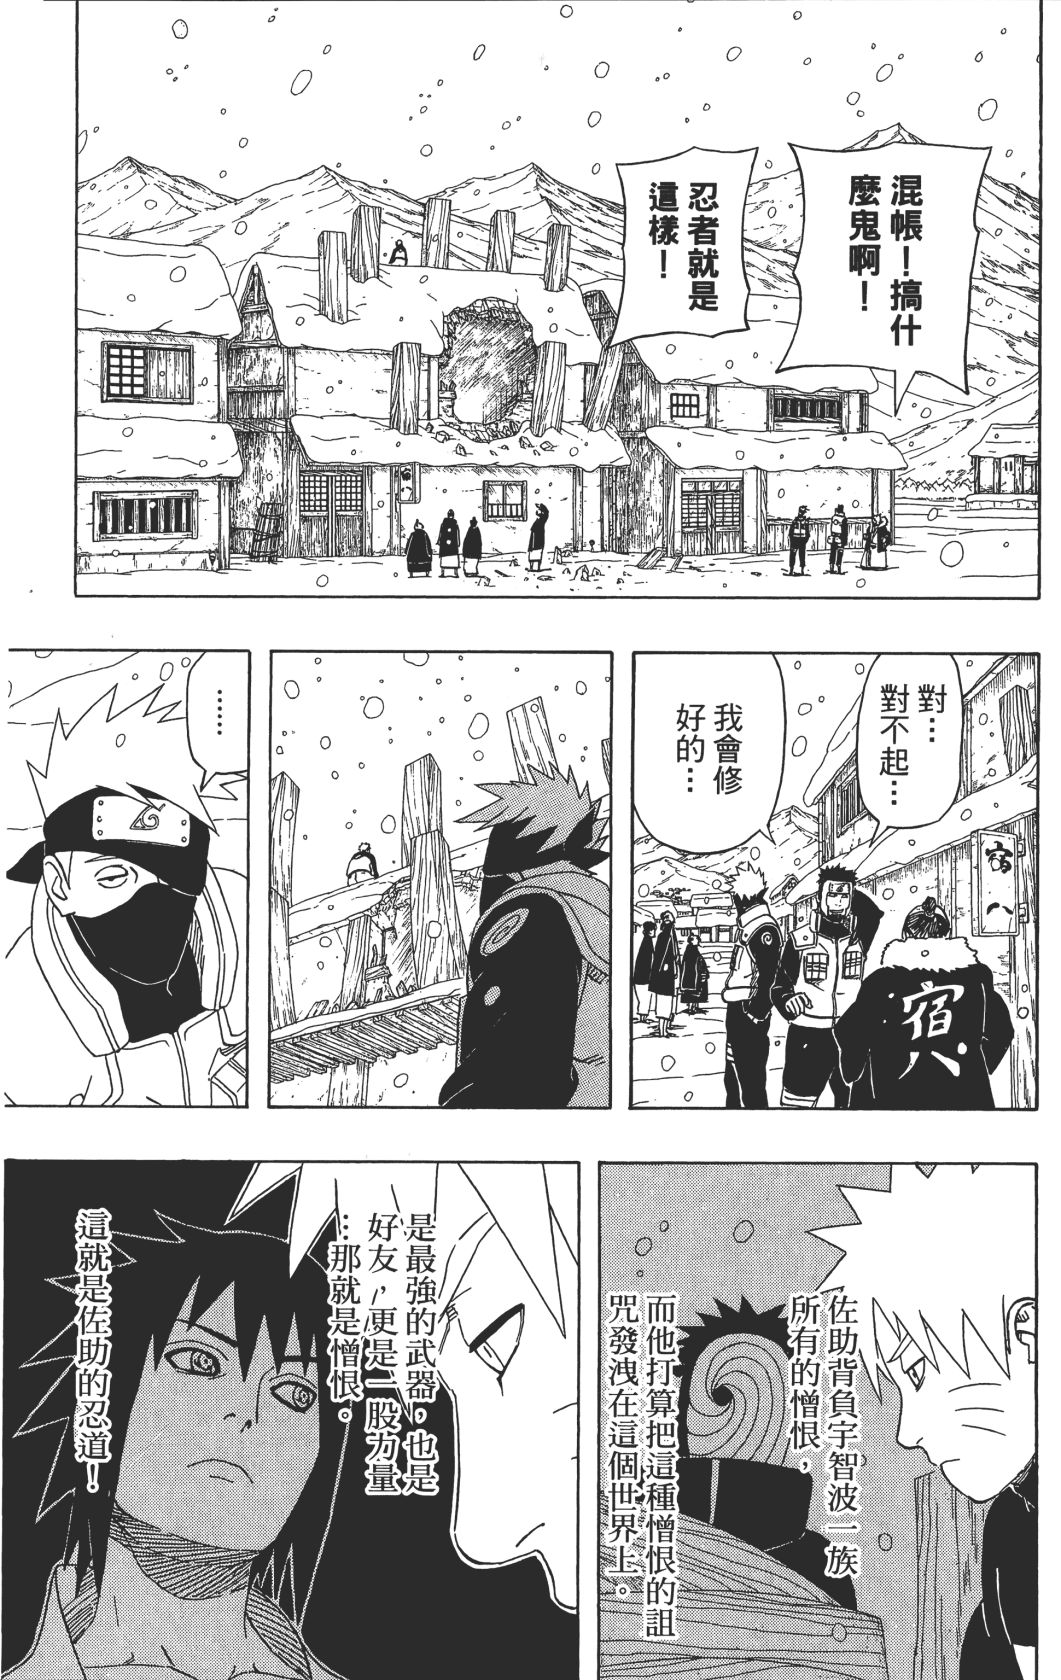 混帳！搞什
麼鬼啊！
忍者就是
這樣！
宿八
對…
對不起…
我會修
好的…
宿八
宿八
……
佐助背負宇智波一族
所有的憎恨，
而他打算把這種憎恨的詛
咒發洩在這個世界上。
是最強的武器，也是
好友，更是一股力量
…那就是憎恨。
這就是佐助的忍道！